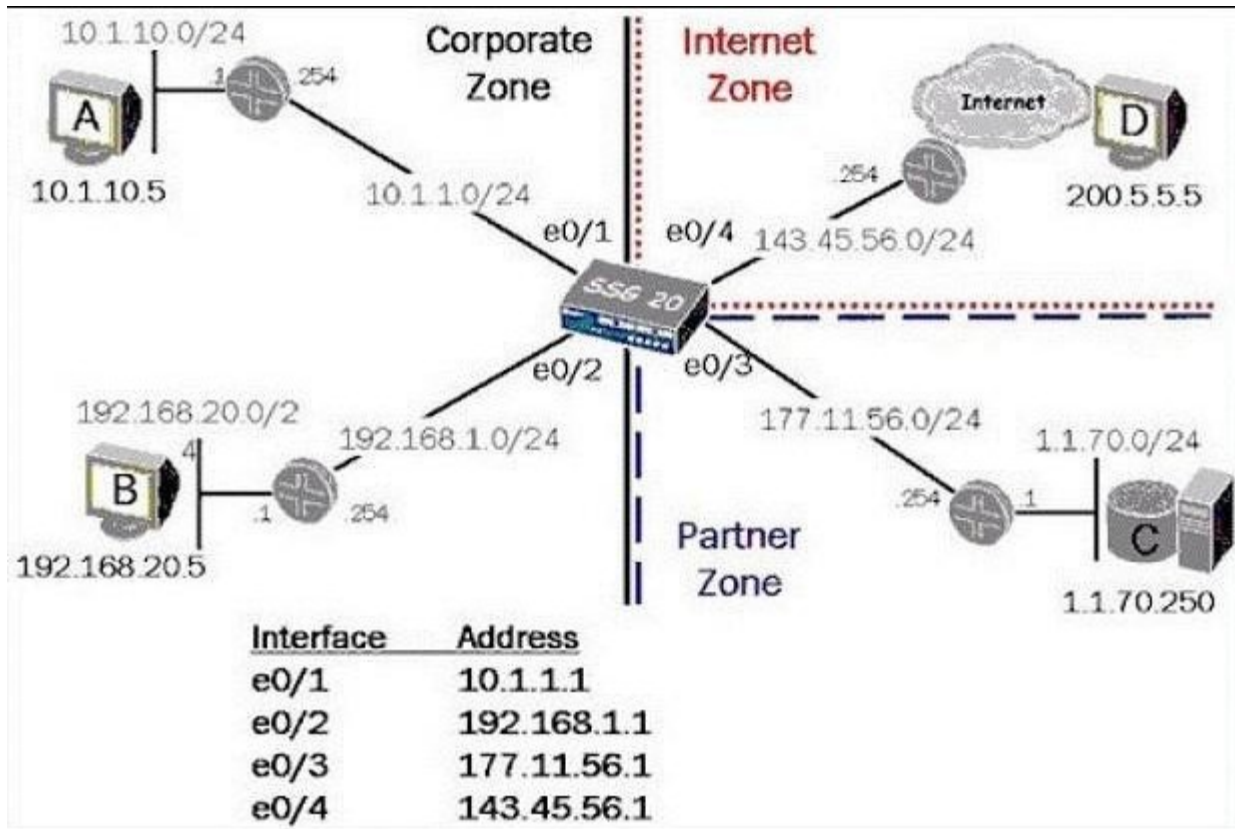 10.1.10.0/24
Corporate
Zone
Internet
Zone
.1
.254
A
10.1.10.5
10.1.1.0/24
Internet
D
.254
200.5.5.5
e0/1
e0/4
143.45.56.0/24
SSG 20
e0/2
e0/3
192.168.20.0/2
4
192.168.1.0/24
177.11.56.0/24
1.1.70.0/24
B
.1
.254
192.168.20.5
.254
.1
C
Partner
Zone
1.1.70.250
Interface Address
e0/1 10.1.1.1
e0/2 192.168.1.1
e0/3 177.11.56.1
e0/4 143.45.56.1